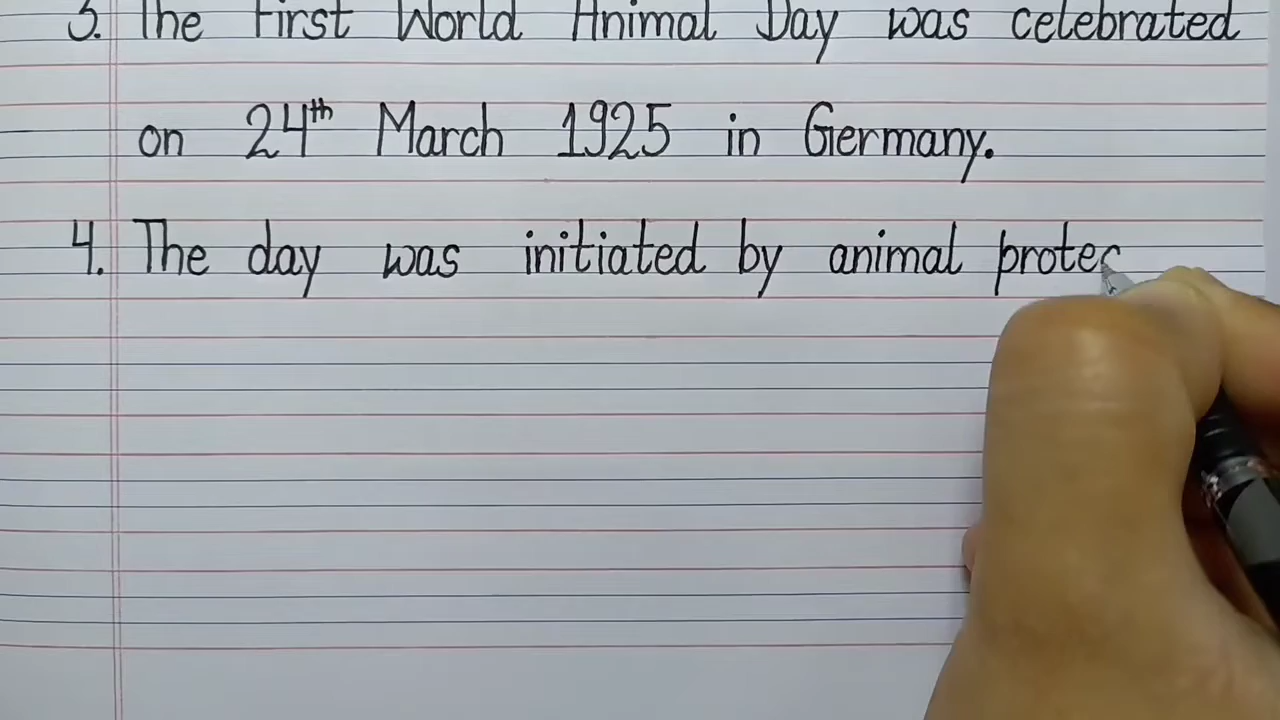 3. The First World Animal Day was celebrated
on 24th March 1925 in Germany.
4. The day was initiated by animal protec